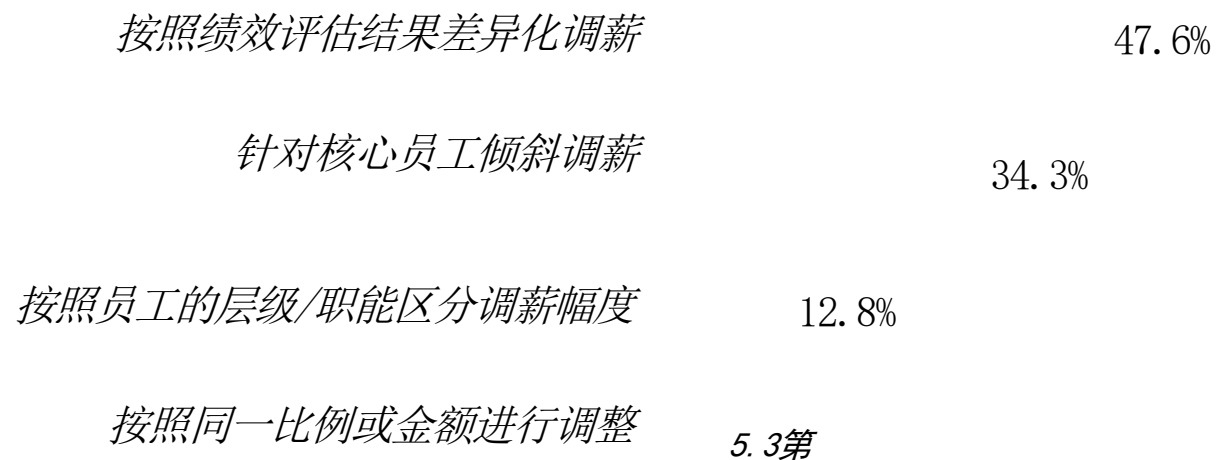 按照绩效评估结果差异化调薪 47.6%
针对核心员工倾斜调薪 34.3%
按照员工的层级/职能区分调薪幅度 12.8%
按照同一比例或金额进行调整 5.3第